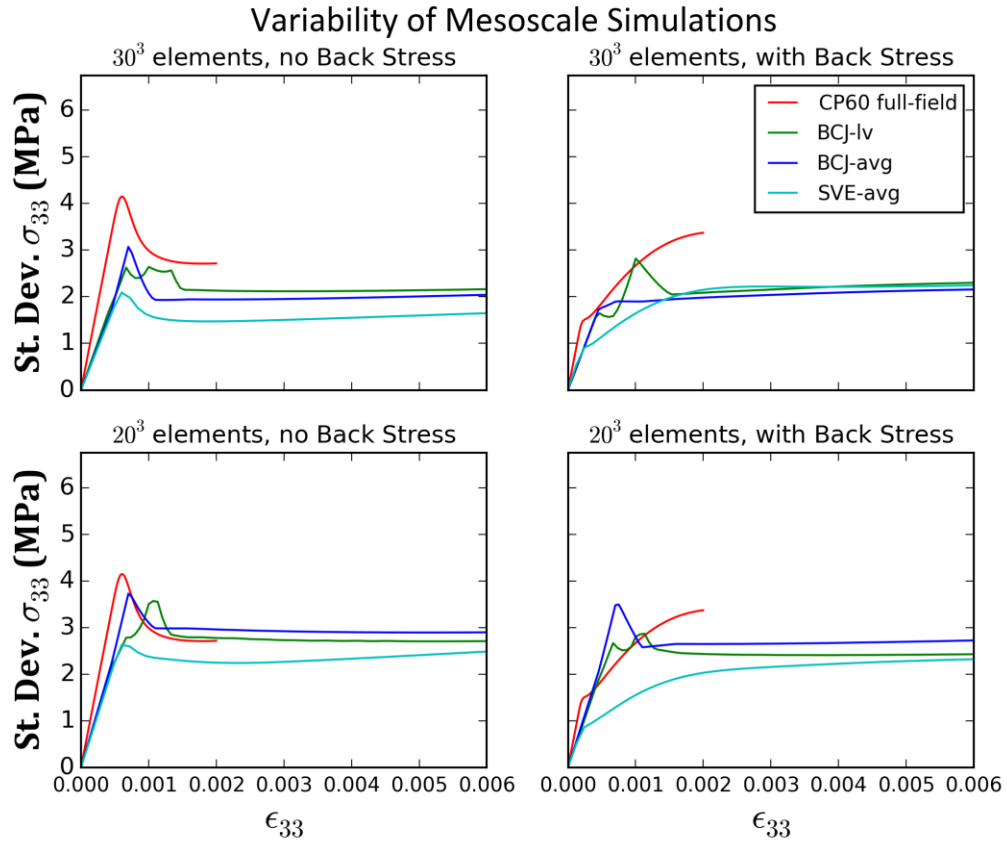 Variability of Mesoscale Simulations
30³ elements, no Back Stress
30³ elements, with Back Stress
St. Dev. σ₃₃ (MPa)
6
5
4
3
2
1
0
CP60 full-field
BCJ-lv
BCJ-avg
SVE-avg
20³ elements, no Back Stress
20³ elements, with Back Stress
St. Dev. σ₃₃ (MPa)
6
5
4
3
2
1
0
0.000 0.001 0.002 0.003 0.004 0.005 0.006
0.000 0.001 0.002 0.003 0.004 0.005 0.006
ϵ₃₃
ϵ₃₃